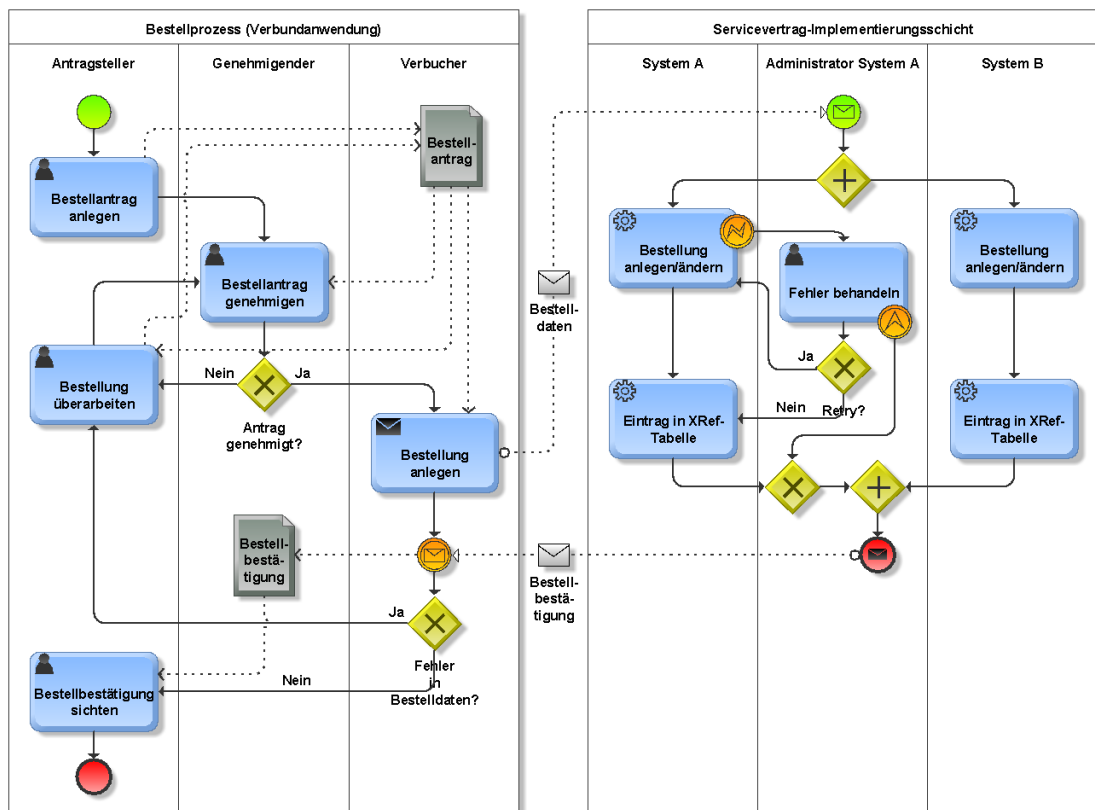 Bestellprozess (Verbundanwendung)
Antragsteller
Genehmigender
Verbucher
Bestell-
antrag
Bestellantrag
anlegen
Bestellantrag
genehmigen
Nein
Ja
Bestellung
überarbeiten
Antrag
genehmigt?
Bestellung
anlegen
Bestell-
bestä-
tigung
Ja
Fehler
in
Bestelldaten?
Nein
Bestellbestätigung
sichten
Bestell-
daten
Bestell-
bestä-
tigung
Servicevertrag-Implementierungsschicht
System A
Administrator System A
System B
Bestellung
anlegen/ändern
Fehler behandeln
Bestellung
anlegen/ändern
Ja
Nein
Retry?
Eintrag in XRef-
Tabelle
Eintrag in XRef-
Tabelle